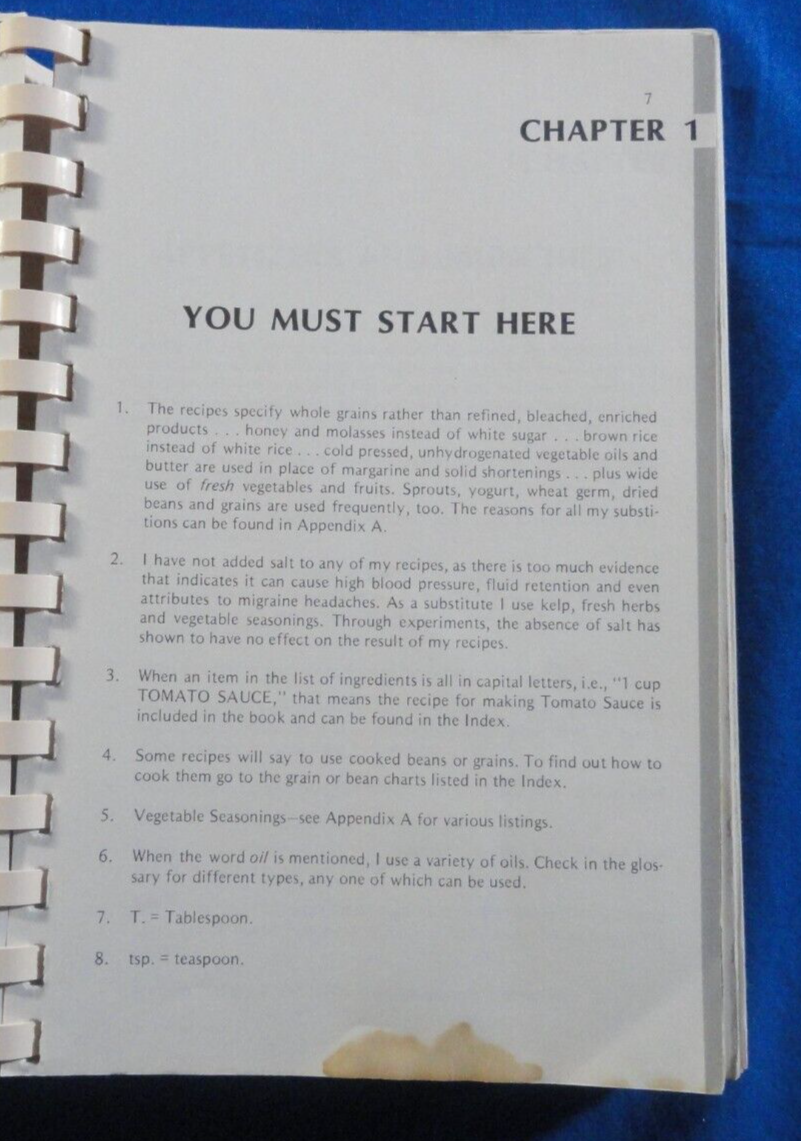 7
CHAPTER 1
YOU MUST START HERE
1. The recipes specify whole grains rather than refined, bleached, enriched
products . . . honey and molasses instead of white sugar . . . brown rice
instead of white rice . . . cold pressed, unhydrogenated vegetable oils and
butter are used in place of margarine and solid shortenings . . . plus wide
use of fresh vegetables and fruits. Sprouts, yogurt, wheat germ, dried
beans and grains are used frequently, too. The reasons for all my substi-
tions can be found in Appendix A.
2. I have not added salt to any of my recipes, as there is too much evidence
that indicates it can cause high blood pressure, fluid retention and even
attributes to migraine headaches. As a substitute I use kelp, fresh herbs
and vegetable seasonings. Through experiments, the absence of salt has
shown to have no effect on the result of my recipes.
3. When an item in the list of ingredients is all in capital letters, i.e., "1 cup
TOMATO SAUCE," that means the recipe for making Tomato Sauce is
included in the book and can be found in the Index.
4. Some recipes will say to use cooked beans or grains. To find out how to
cook them go to the grain or bean charts listed in the Index.
5. Vegetable Seasonings—see Appendix A for various listings.
6. When the word oil is mentioned, I use a variety of oils. Check in the glos-
sary for different types, any one of which can be used.
7. T. = Tablespoon.
8. tsp. = teaspoon.